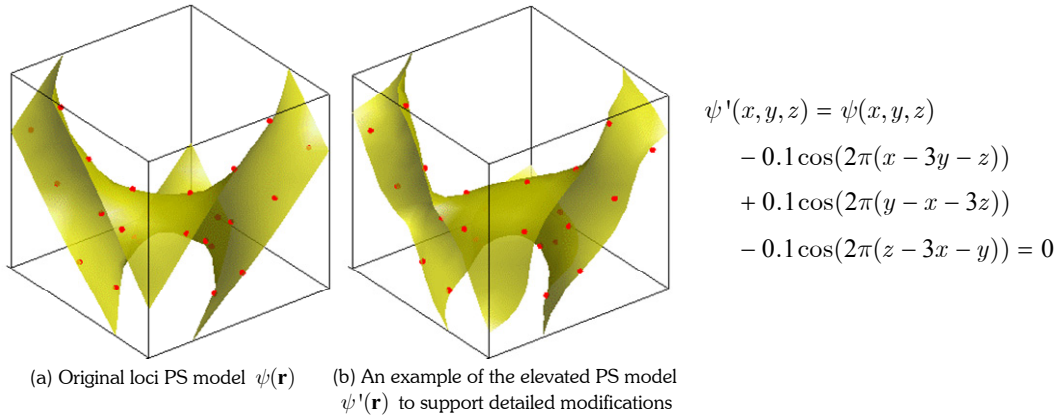 ψ'(x, y, z) = ψ(x, y, z)
− 0.1 cos(2π(x − 3y − z))
+ 0.1 cos(2π(y − x − 3z))
− 0.1 cos(2π(z − 3x − y)) = 0
(a) Original loci PS model ψ(r)
(b) An example of the elevated PS model
ψ'(r) to support detailed modifications